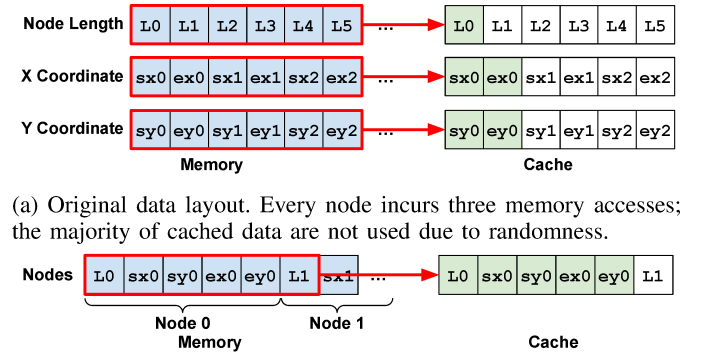 Node Length L0 L1 L2 L3 L4 L5 ... L0 L1 L2 L3 L4 L5
X Coordinate sx0 ex0 sx1 ex1 sx2 ex2 ... sx0 ex0 sx1 ex1 sx2 ex2
Y Coordinate sy0 ey0 sy1 ey1 sy2 ey2 ... sy0 ey0 sy1 ey1 sy2 ey2
Memory Cache
(a) Original data layout. Every node incurs three memory accesses;
the majority of cached data are not used due to randomness.
Nodes L0 sx0 sy0 ex0 ey0 L1 sx1 ... L0 sx0 sy0 ex0 ey0 L1
Node 0 Node 1
Memory Cache